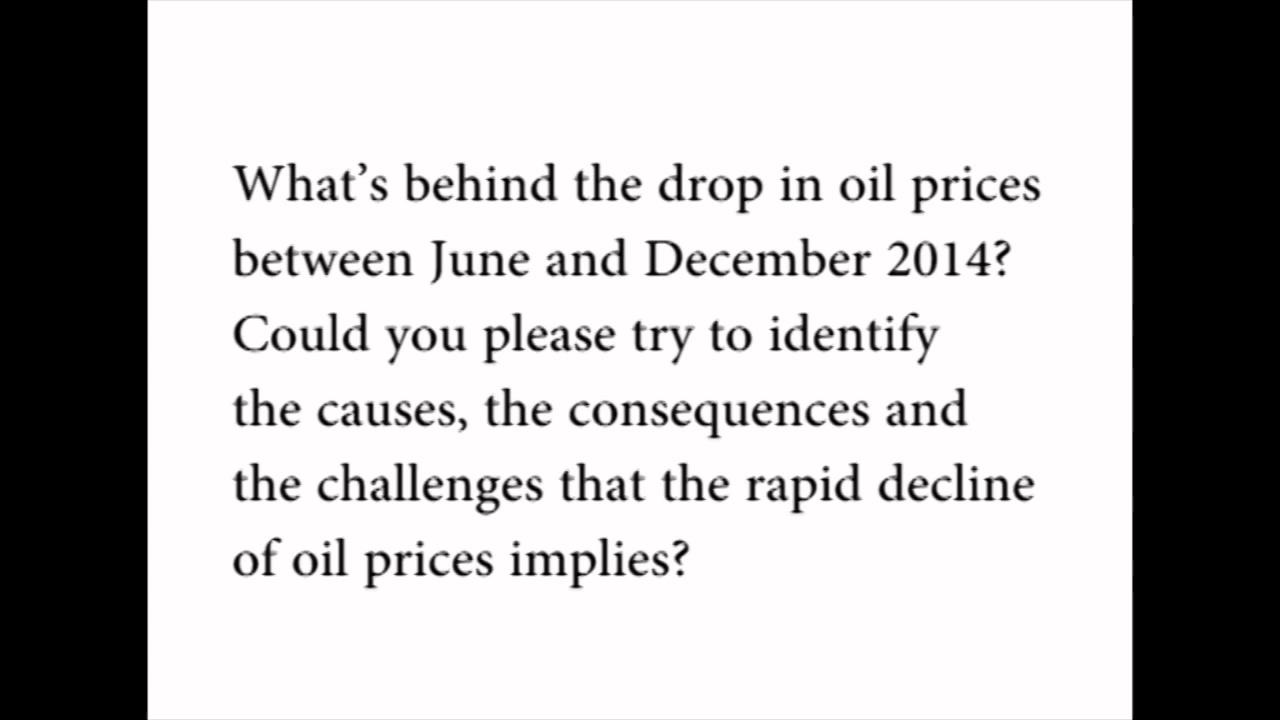 What’s behind the drop in oil prices
between June and December 2014?
Could you please try to identify
the causes, the consequences and
the challenges that the rapid decline
of oil prices implies?